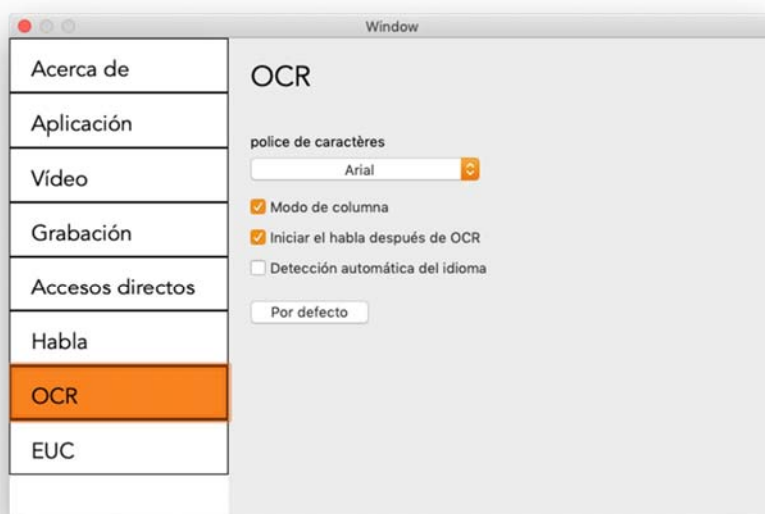 Window
Acerca de
Aplicación
Vídeo
Grabación
Accesos directos
Habla
OCR
EUC
OCR
police de caractères
Arial
Modo de columna
Iniciar el habla después de OCR
Detección automática del idioma
Por defecto